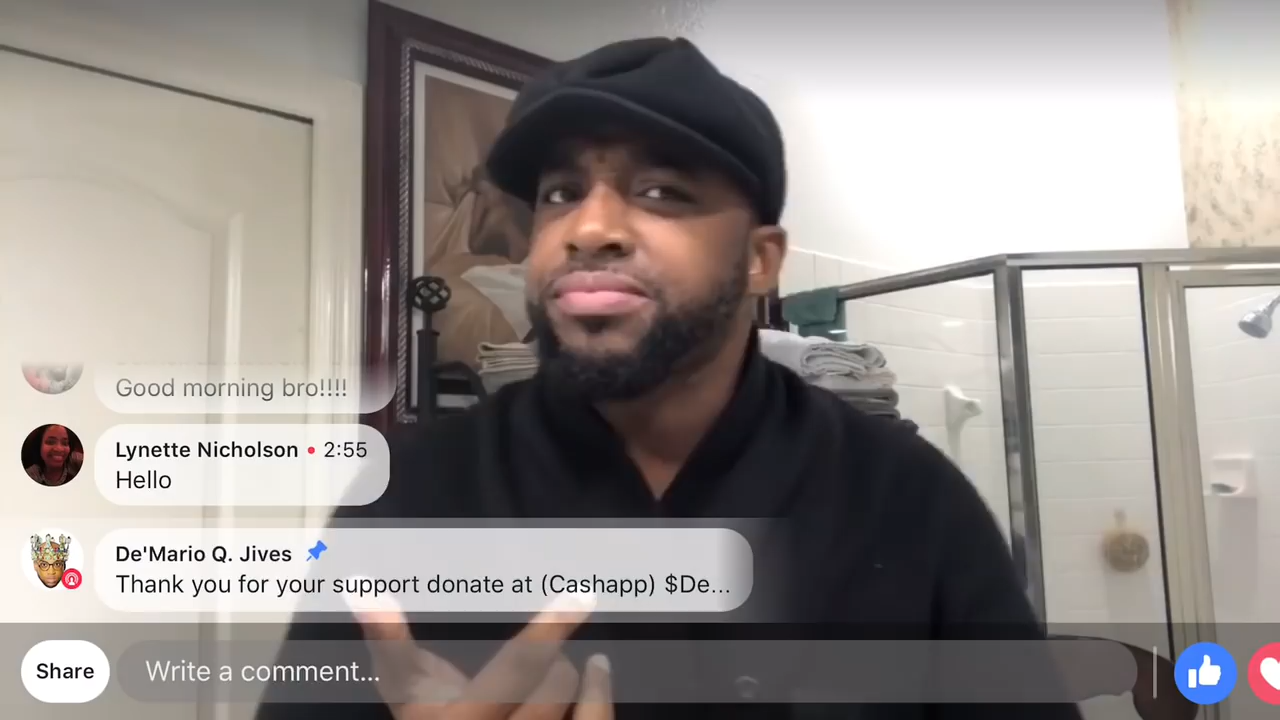 Good morning bro!!!!
Lynette Nicholson • 2:55
Hello
De'Mario Q. Jives
Thank you for your support donate at (Cashapp) $De...
Share
Write a comment...